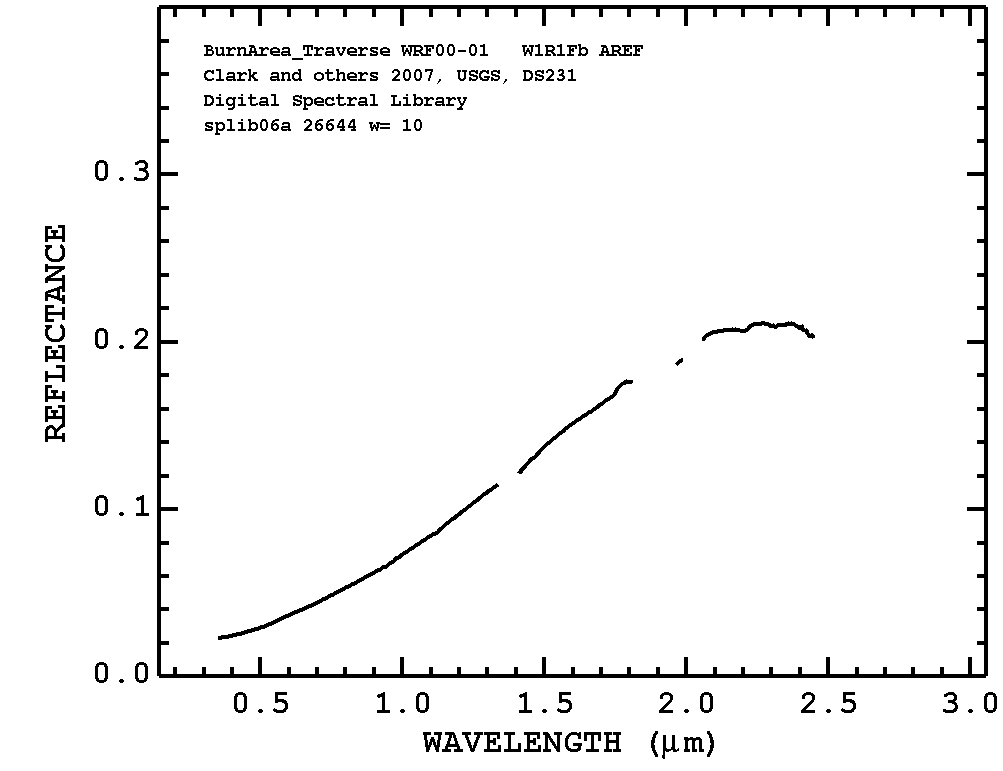 BurnArea_Traverse WRF00-01 W1R1Fb AREF
Clark and others 2007, USGS, DS231
Digital Spectral Library
splib06a 26644 w= 10
0.3
0.2
0.1
0.0
REFLECTANCE
0.5 1.0 1.5 2.0 2.5 3.0
WAVELENGTH (μm)